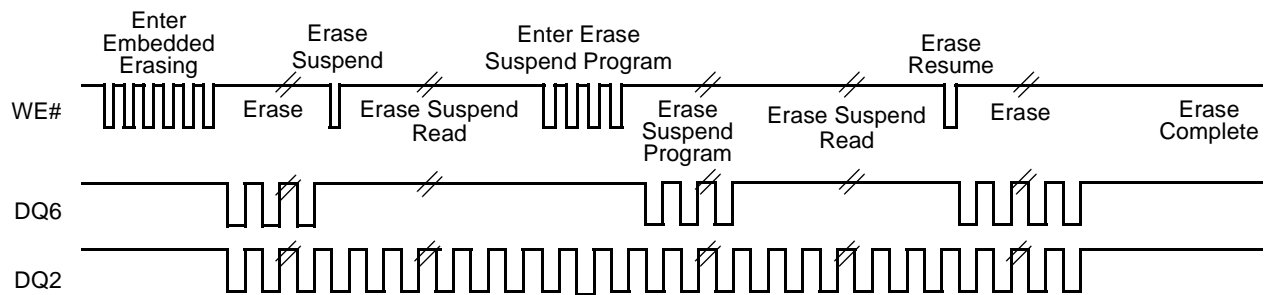 Enter
Embedded
Erasing
Erase
Suspend
Enter Erase
Suspend Program
Erase
Resume
WE#
Erase
Erase Suspend
Read
Erase
Suspend
Program
Erase Suspend
Read
Erase
Erase
Complete
DQ6
DQ2